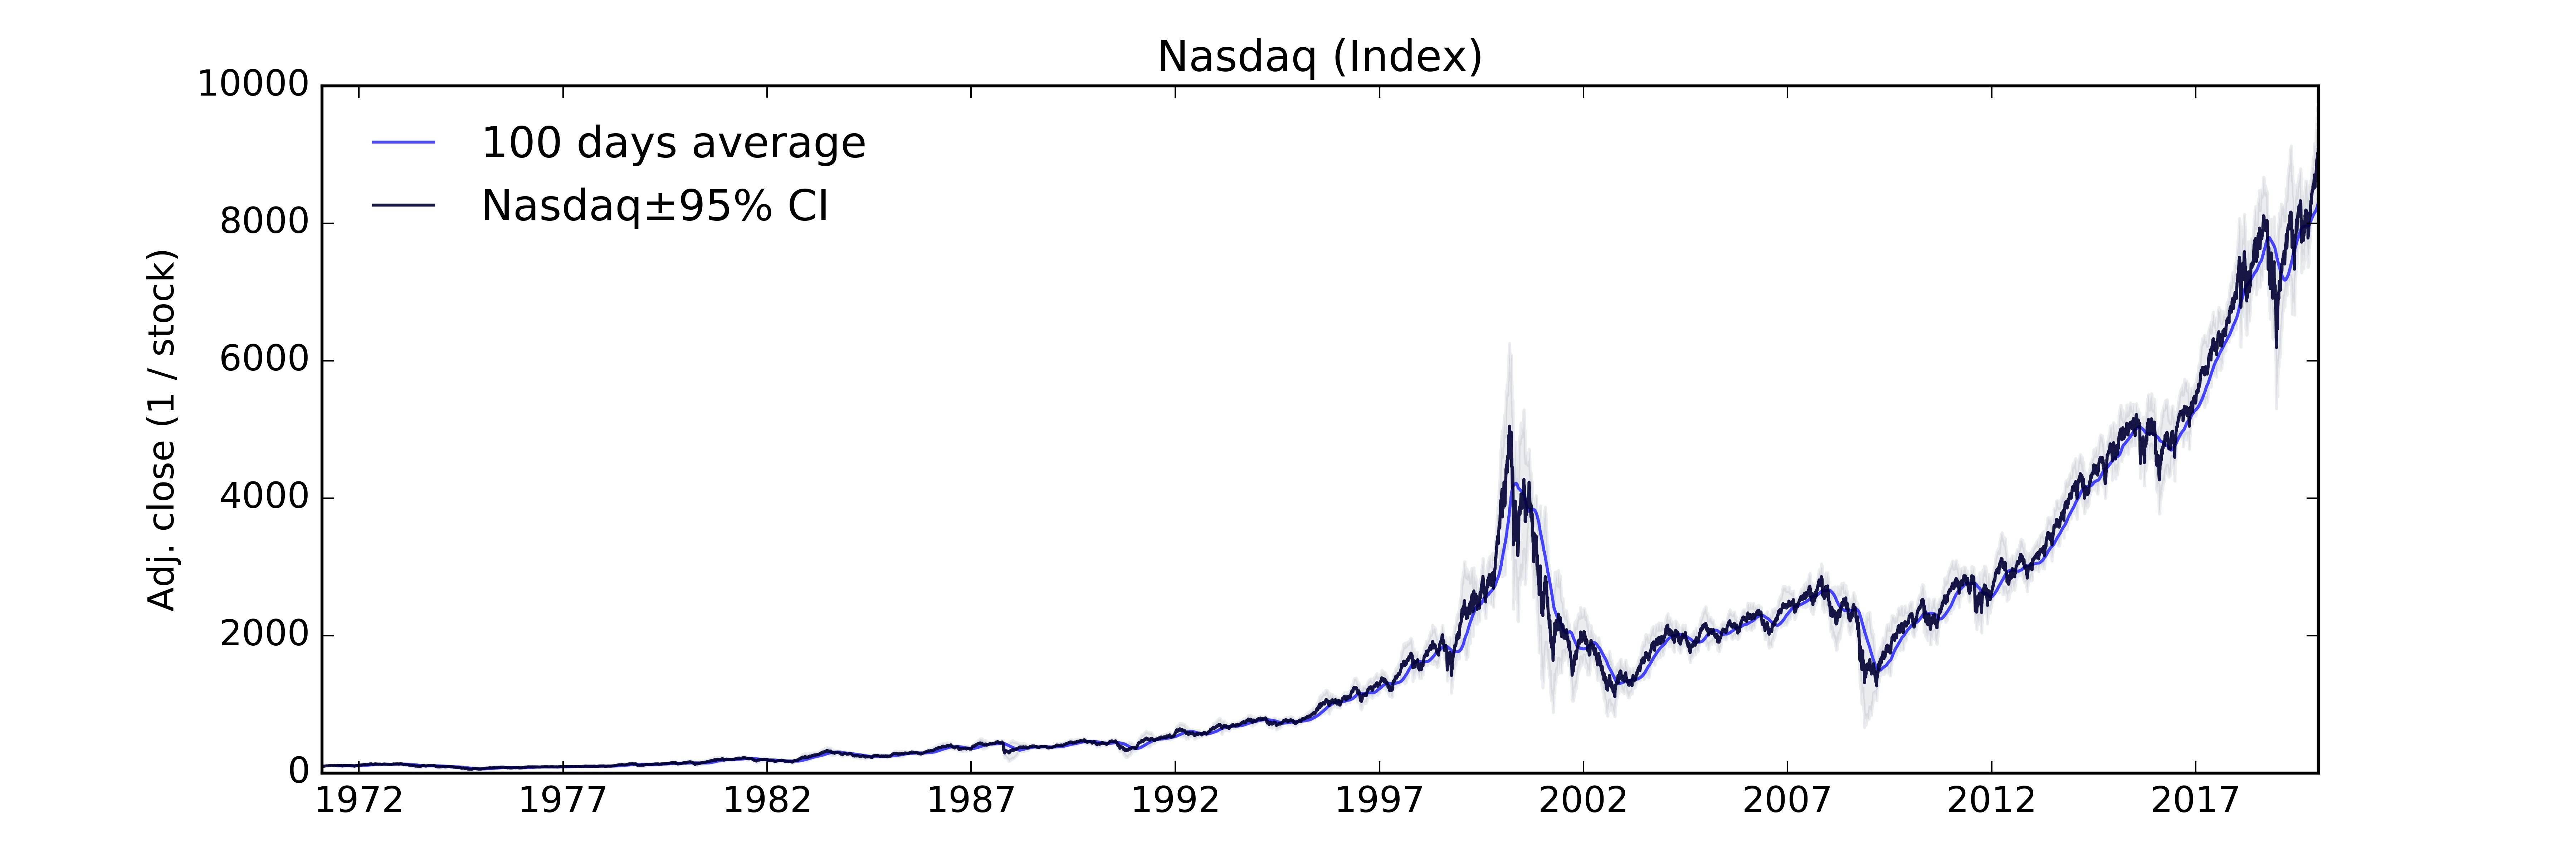 Nasdaq (Index)
10000
8000
6000
4000
2000
0
Adj. close (1 / stock)
100 days average
Nasdaq±95% CI
1972 1977 1982 1987 1992 1997 2002 2007 2012 2017